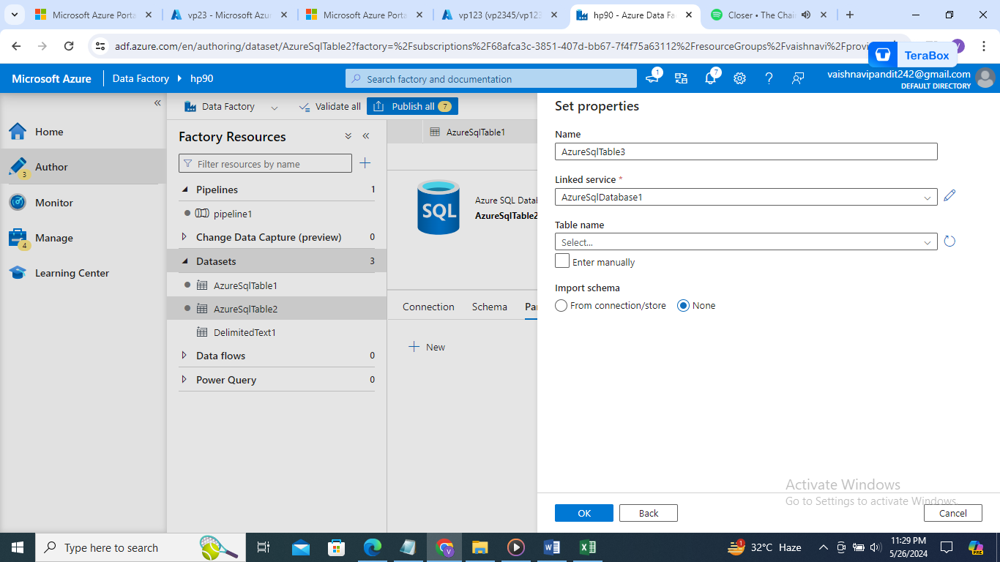 Microsoft Azure Porta
vp23 - Microsoft Azu
Microsoft Azure Porta
vp123 (vp2345/vp123
hp90 - Azure Data Fa
Closer • The Chai
adf.azure.com/en/authoring/dataset/AzureSqlTable2?factory=%2Fsubscriptions%2F68afca3c-3851-407d-bb67-7f4f75a63112%2FresourceGroups%2Fvaishnavi%2Fprovi
TeraBox
Microsoft Azure
Data Factory
hp90
Search factory and documentation
1
7
vaishnavipandit242@gmail.com
DEFAULT DIRECTORY
Home
Author
3
Monitor
Manage
4
Learning Center
Data Factory
Validate all
Publish all
7
Factory Resources
Filter resources by name
Pipelines
1
pipeline1
Change Data Capture (preview)
0
Datasets
3
AzureSqlTable1
AzureSqlTable2
DelimitedText1
Data flows
0
Power Query
0
AzureSqlTable1
SQL
Azure SQL Datab
AzureSqlTable2
Connection
Schema
Par
New
Set properties
Name
AzureSqlTable3
Linked service *
AzureSqlDatabase1
Table name
Select...
Enter manually
Import schema
From connection/store
None
Activate Windows
Go to Settings to activate Windows.
OK
Back
Cancel
Type here to search
1
32°C Haze
11:29 PM
5/26/2024
PRE